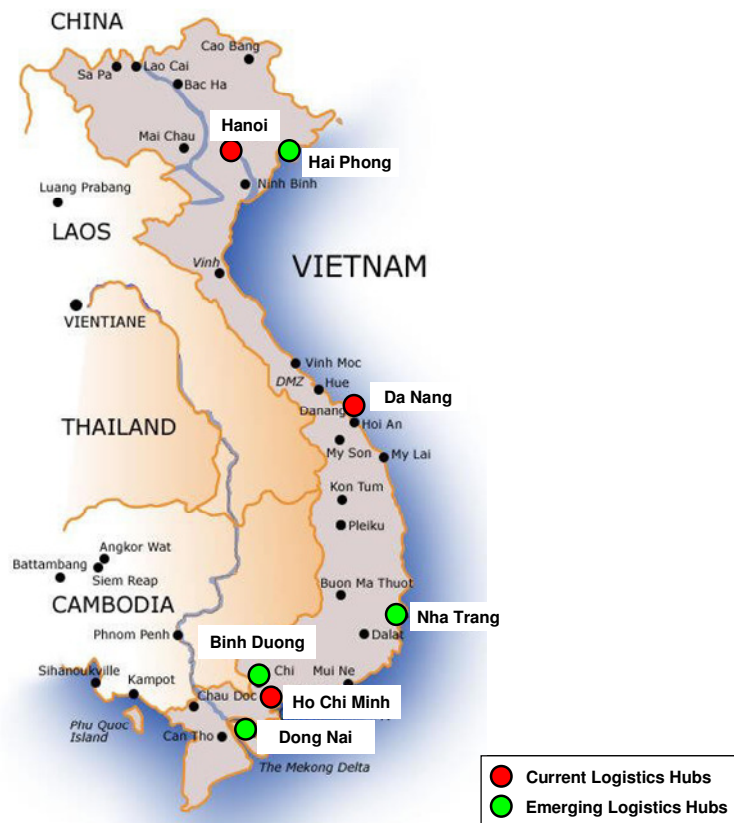 CHINA
Cao Bang
Sa Pa
Lao Cai
Bac Ha
Hanoi
Mai Chau
Hai Phong
Luang Prabang
Ninh Binh
LAOS
VIETNAM
Vinh
VIENTIANE
Vinh Moc
DMZ
Hue
Da Nang
Danang
Hoi An
THAILAND
My Son
My Lai
Kon Tum
Pleiku
Angkor Wat
Battambang
Siem Reap
Buon Ma Thuot
CAMBODIA
Nha Trang
Phnom Penh
Dalat
Binh Duong
Chi
Mui Ne
Sihanoukville
Kampot
Chau Doc
Ho Chi Minh
Phu Quoc
Island
Can Tho
Dong Nai
The Mekong Delta
Current Logistics Hubs
Emerging Logistics Hubs